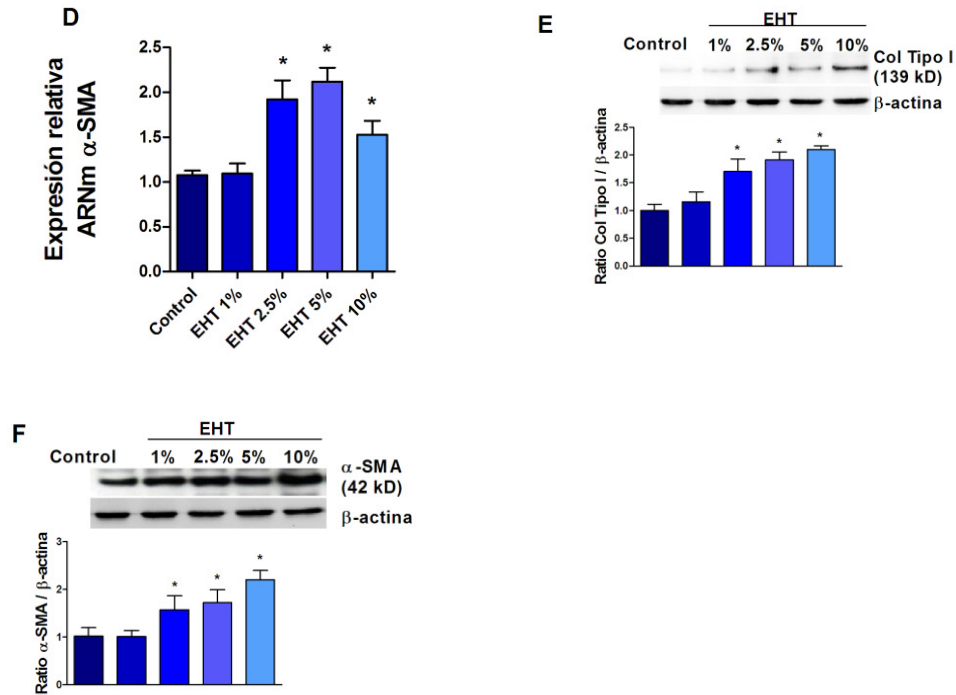 D
Expresión relativa
ARNm α-SMA
2.5
2.0
1.5
1.0
0.5
0.0
*
*
*
Control
EHT 1%
EHT 2.5%
EHT 5%
EHT 10%
E
EHT
Control 1% 2.5% 5% 10%
Col Tipo I
(139 kD)
β-actina
Ratio Col Tipo I / β-actina
2.5
2.0
1.5
1.0
0.5
0.0
*
*
*
F
EHT
Control 1% 2.5% 5% 10%
α-SMA
(42 kD)
β-actina
Ratio α-SMA / β-actina
3
2
1
0
*
*
*